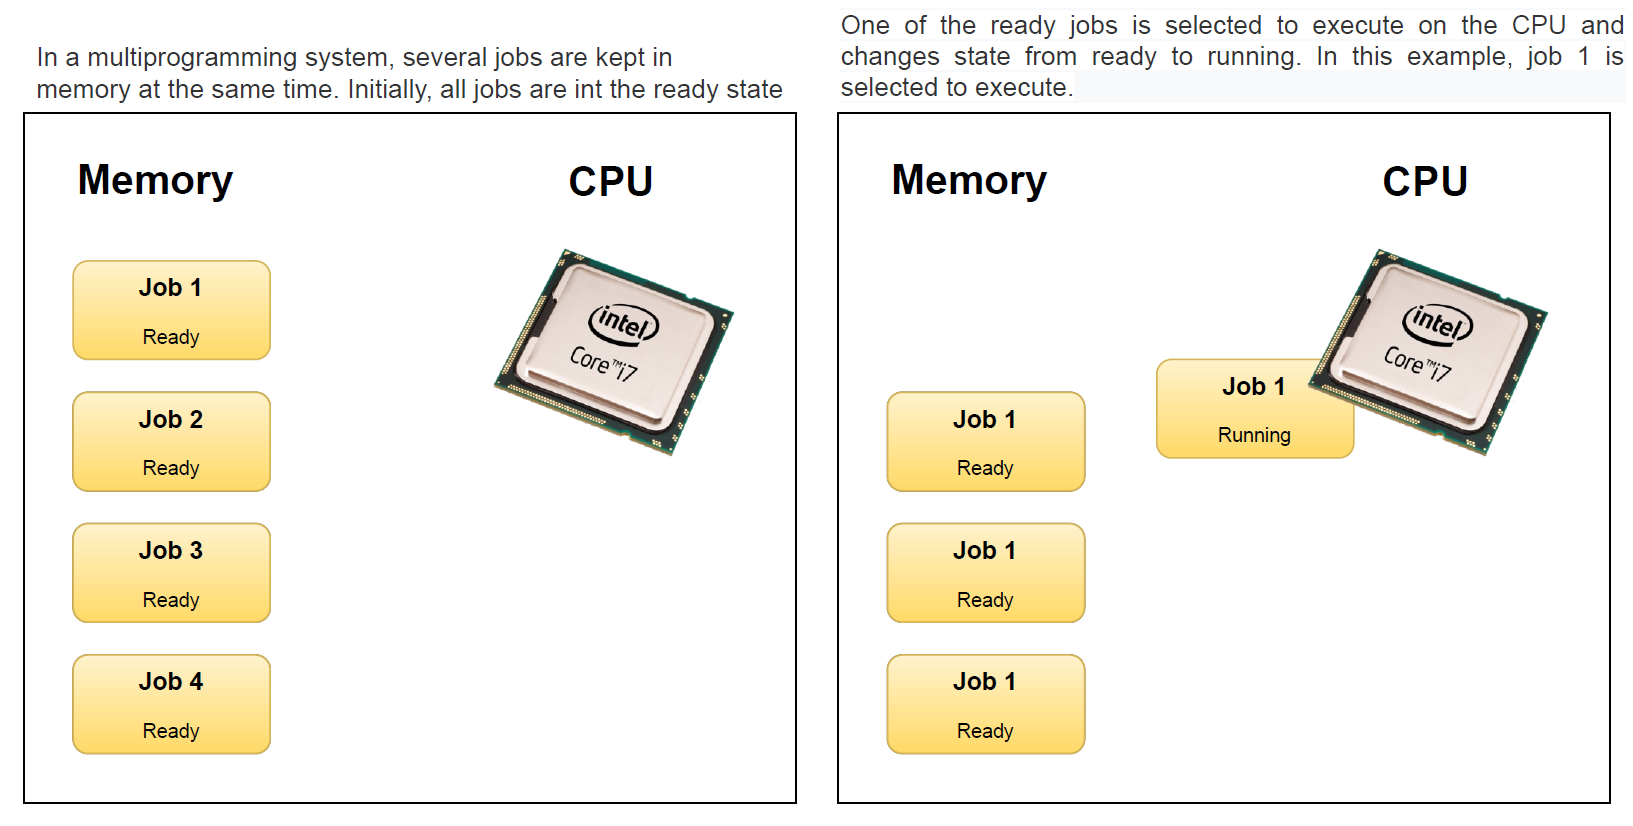 In a multiprogramming system, several jobs are kept in
memory at the same time. Initially, all jobs are int the ready state
Memory
CPU
Job 1
Ready
Job 2
Ready
Job 3
Ready
Job 4
Ready
intel
Core™i7
One of the ready jobs is selected to execute on the CPU and
changes state from ready to running. In this example, job 1 is
selected to execute.
Memory
CPU
Job 1
Ready
Job 1
Ready
Job 1
Ready
Job 1
Running
intel
Core™i7